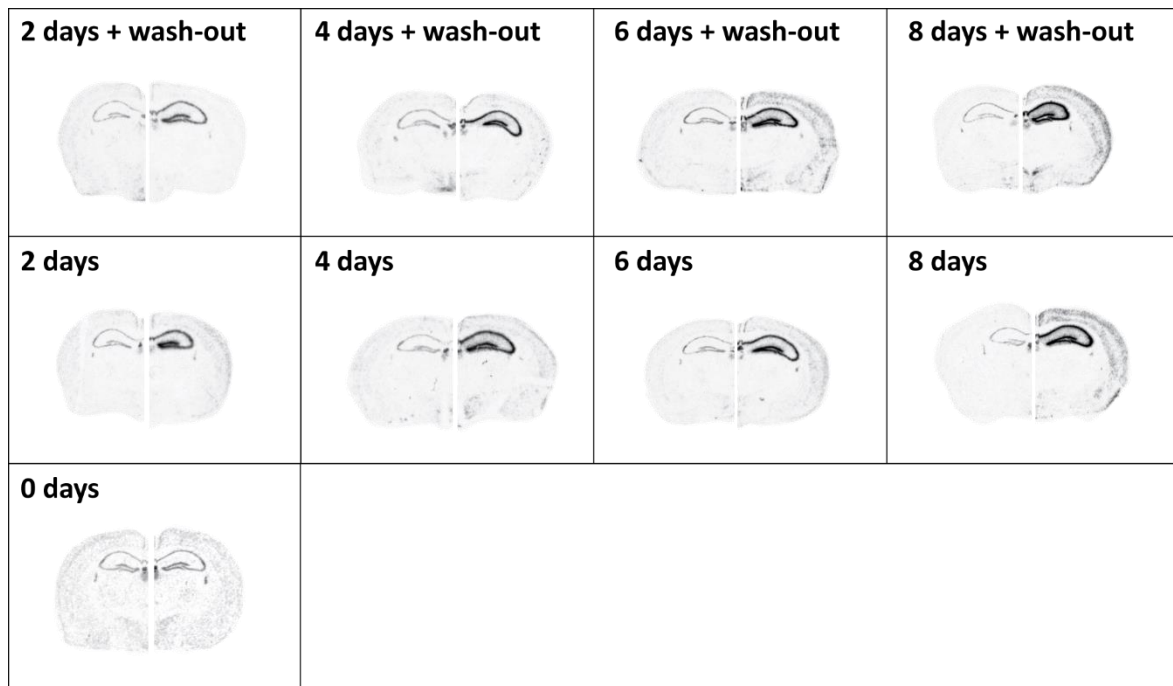 2 days + wash-out
4 days + wash-out
6 days + wash-out
8 days + wash-out
2 days
4 days
6 days
8 days
0 days